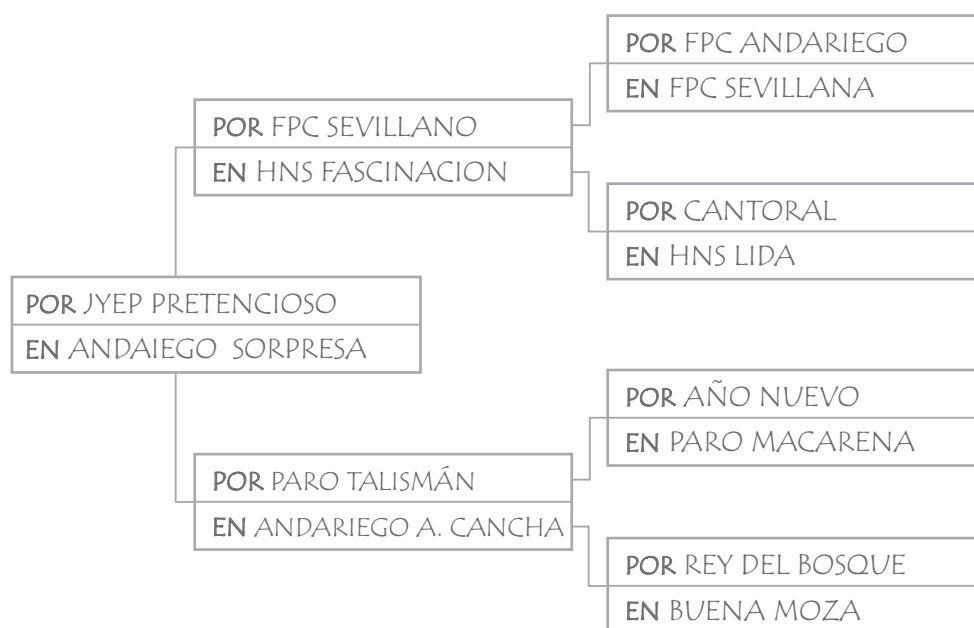 POR FPC ANDARIEGO
EN FPC SEVILLANA
POR FPC SEVILLANO
EN HNS FASCINACION
POR CANTORAL
EN HNS LIDA
POR JYEP PRETENCIOSO
EN ANDAIEGO SORPRESA
POR AÑO NUEVO
EN PARO MACARENA
POR PARO TALISMÁN
EN ANDARIEGO A. CANCHA
POR REY DEL BOSQUE
EN BUENA MOZA